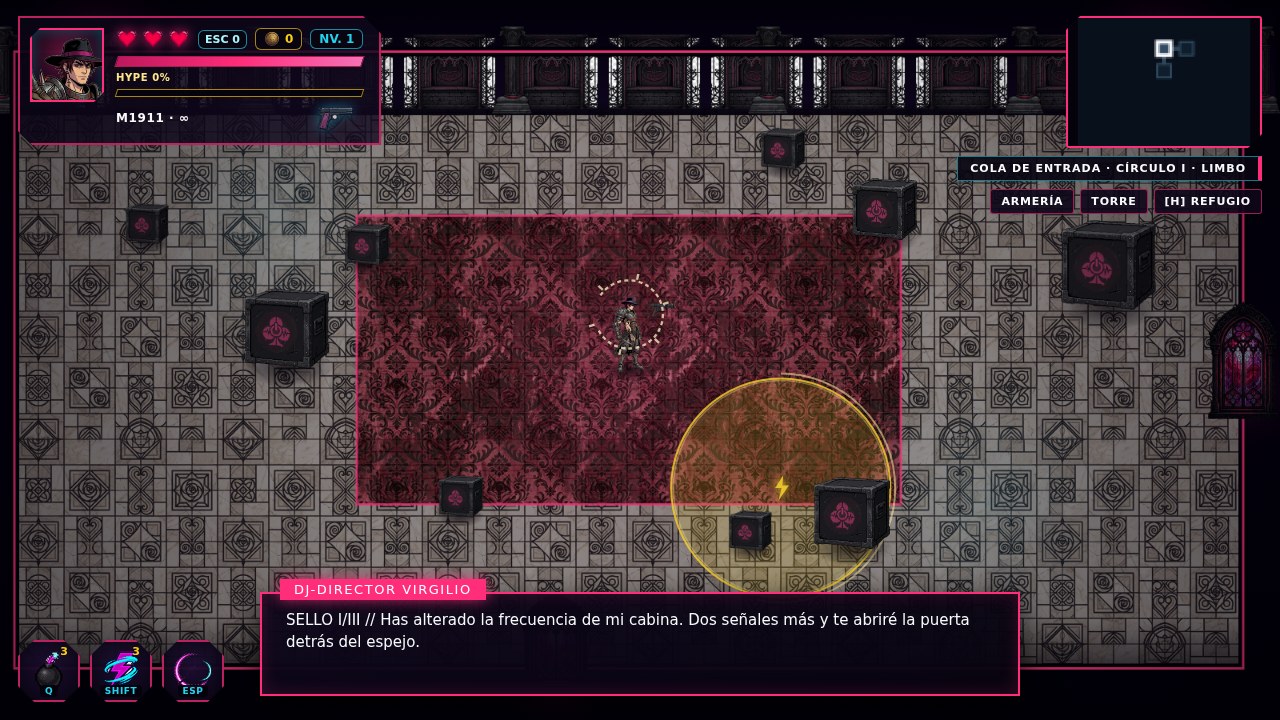 ESC 0
0
NV. 1
HYPE 0%
M1911 · ∞
COLA DE ENTRADA · CÍRCULO I · LIMBO
ARMERÍA
TORRE
[H] REFUGIO
DJ-DIRECTOR VIRGILIO
SELLO I/III // Has alterado la frecuencia de mi cabina. Dos señales más y te abriré la puerta
detrás del espejo.
3
Q
3
SHIFT
ESP